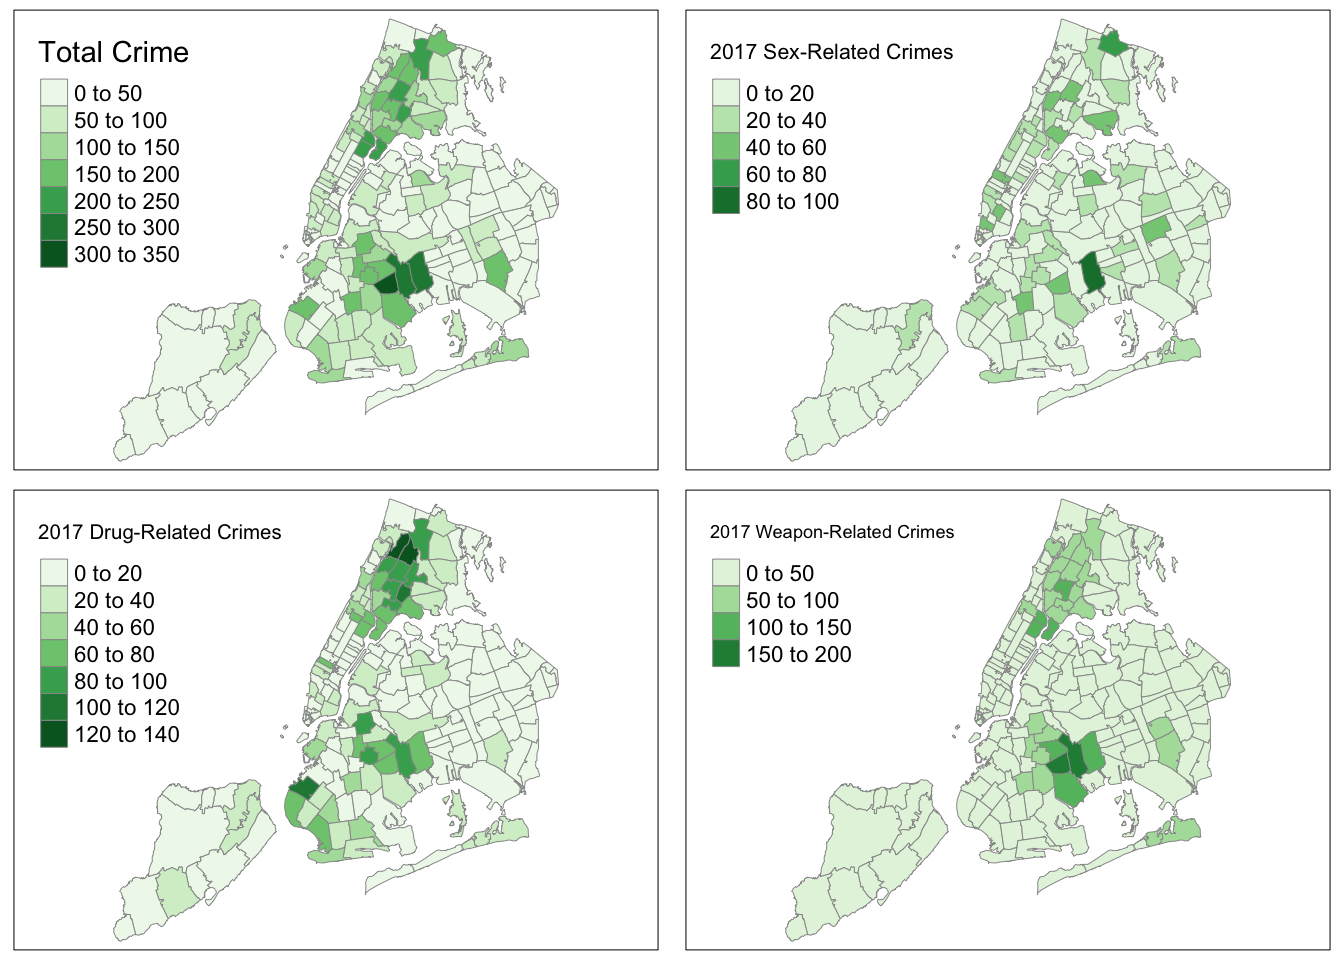 Total Crime
0 to 50
50 to 100
100 to 150
150 to 200
200 to 250
250 to 300
300 to 350
2017 Sex-Related Crimes
0 to 20
20 to 40
40 to 60
60 to 80
80 to 100
2017 Drug-Related Crimes
0 to 20
20 to 40
40 to 60
60 to 80
80 to 100
100 to 120
120 to 140
2017 Weapon-Related Crimes
0 to 50
50 to 100
100 to 150
150 to 200